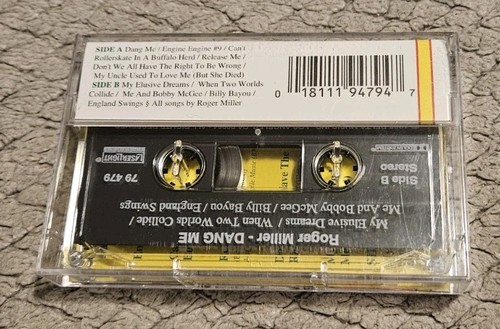 SIDE A Dang Me / Engine Engine #9 / Can't
Rollerskate In A Buffalo Herd / Release Me /
Don't We All Have The Right To Be Wrong /
My Uncle Used To Love Me (But She Died)
SIDE B My Elusive Dreams / When Two Worlds
Collide / Me And Bobby McGee / Billy Bayou /
England Swings § All songs by Roger Miller
0 18111 94794 7
Roger Miller - DANG ME
My Elusive Dreams / When Two Worlds Collide /
Me And Bobby McGee / Billy Bayou / England Swings
Side B
Stereo
LASERLIGHT
79 479
save The